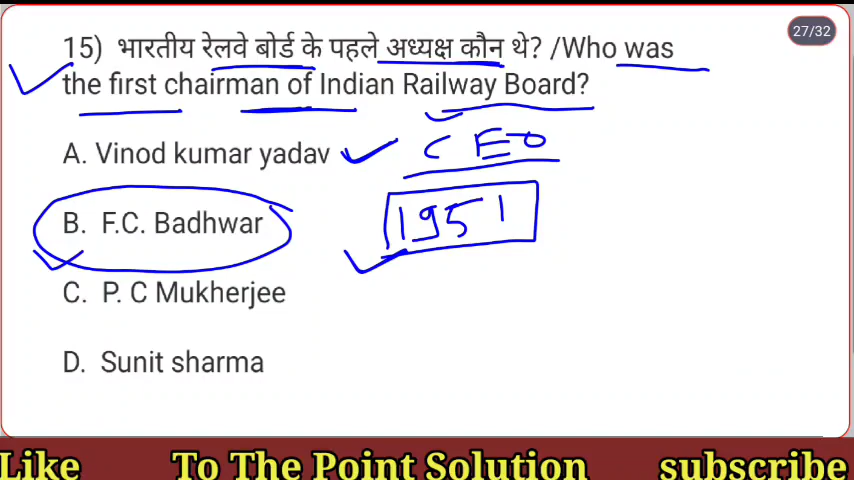 27/32
15) भारतीय रेलवे बोर्ड के पहले अध्यक्ष कौन थे? /Who was
the first chairman of Indian Railway Board?
A. Vinod kumar yadav
CEO
B. F.C. Badhwar
1951
C. P. C Mukherjee
D. Sunit sharma
Like To The Point Solution subscribe